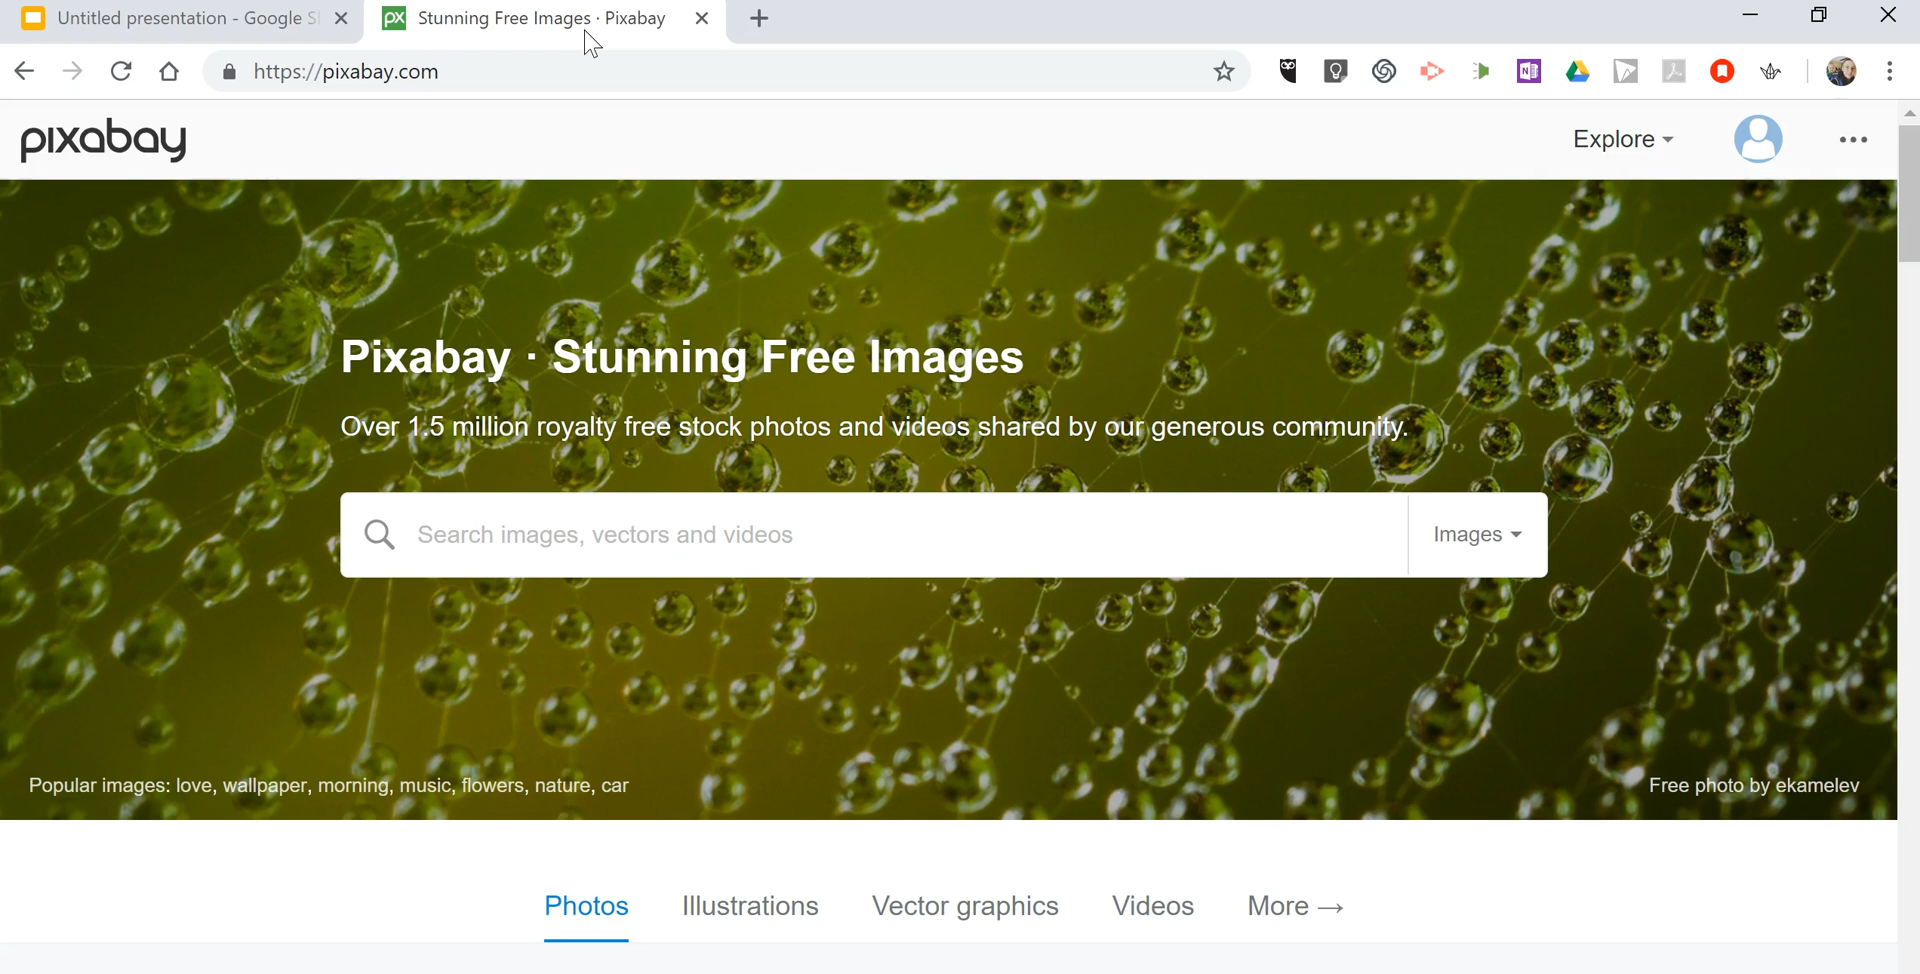 Untitled presentation - Google Sl
Stunning Free Images · Pixabay
https://pixabay.com
pixabay
Explore
Pixabay · Stunning Free Images
Over 1.5 million royalty free stock photos and videos shared by our generous community.
Search images, vectors and videos
Images
Popular images: love, wallpaper, morning, music, flowers, nature, car
Free photo by ekamelev
Photos
Illustrations
Vector graphics
Videos
More →